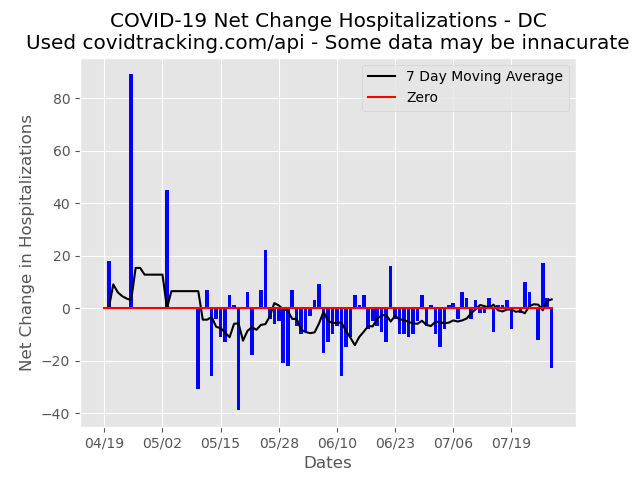 COVID-19 Net Change Hospitalizations - DC
Used covidtracking.com/api - Some data may be innacurate
7 Day Moving Average
Zero
Net Change in Hospitalizations
80
60
40
20
0
−20
−40
04/19 05/02 05/15 05/28 06/10 06/23 07/06 07/19
Dates